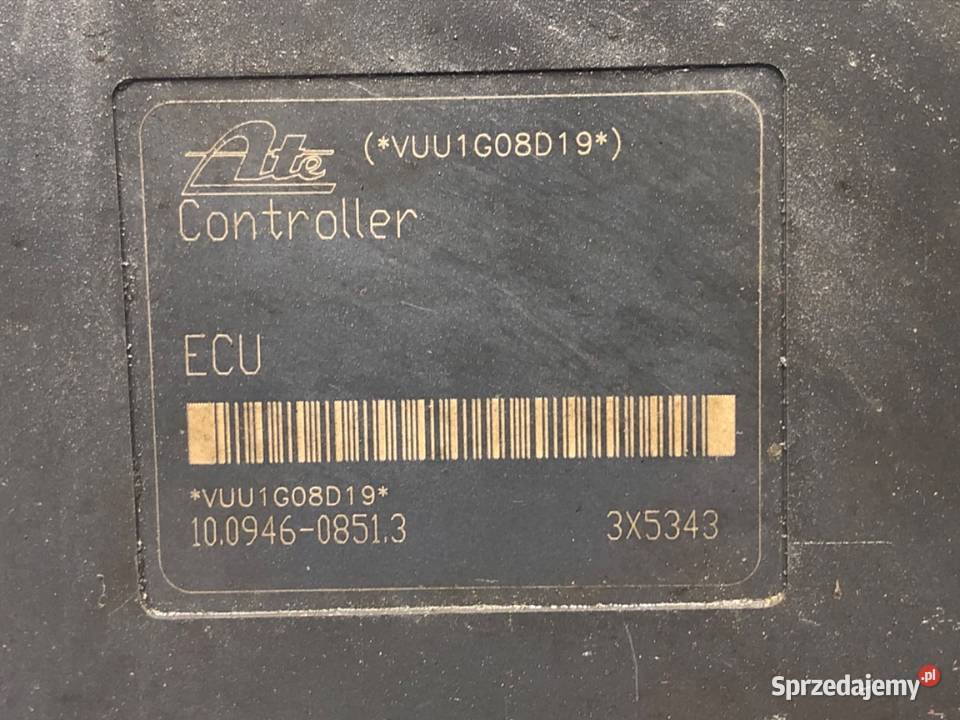 Ate (*VUU1G08D19*)
Controller
ECU
*VUU1G08D19*
10.0946-0851.3 3X5343
Sprzedajemy.pl